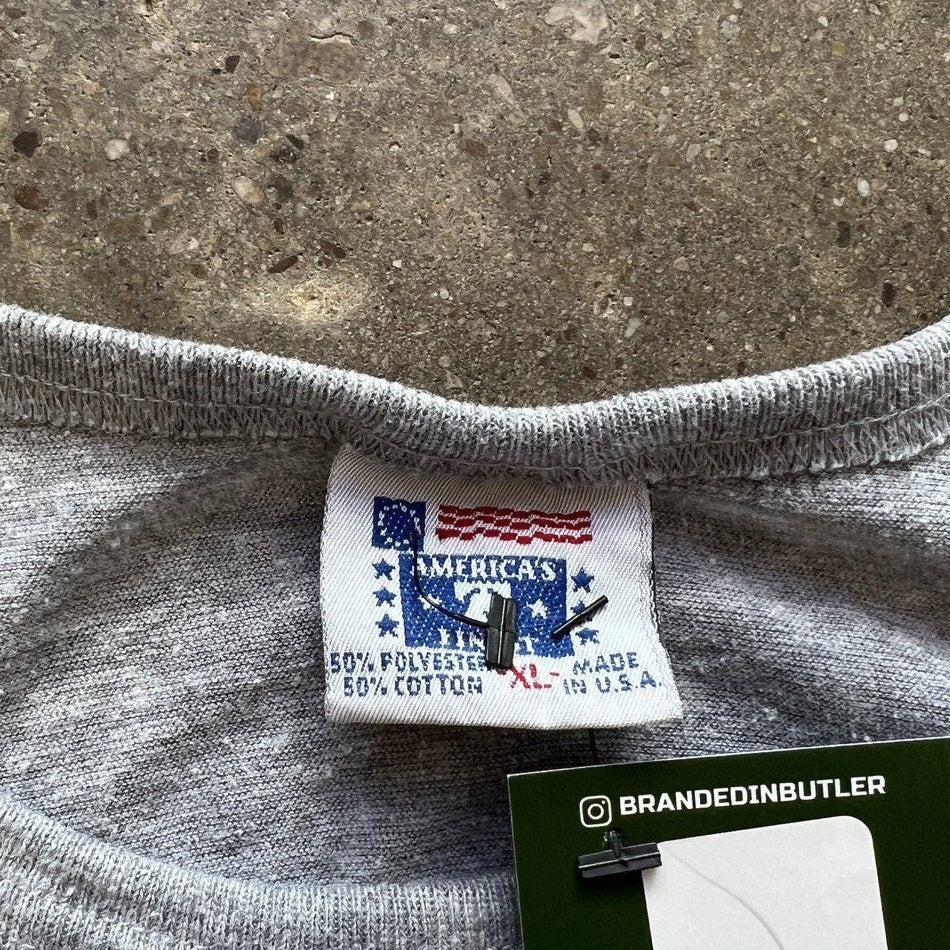 AMERICA'S
50% POLYESTER
50% COTTON
XL
MADE
IN U.S.A.
BRANDEDINBUTLER